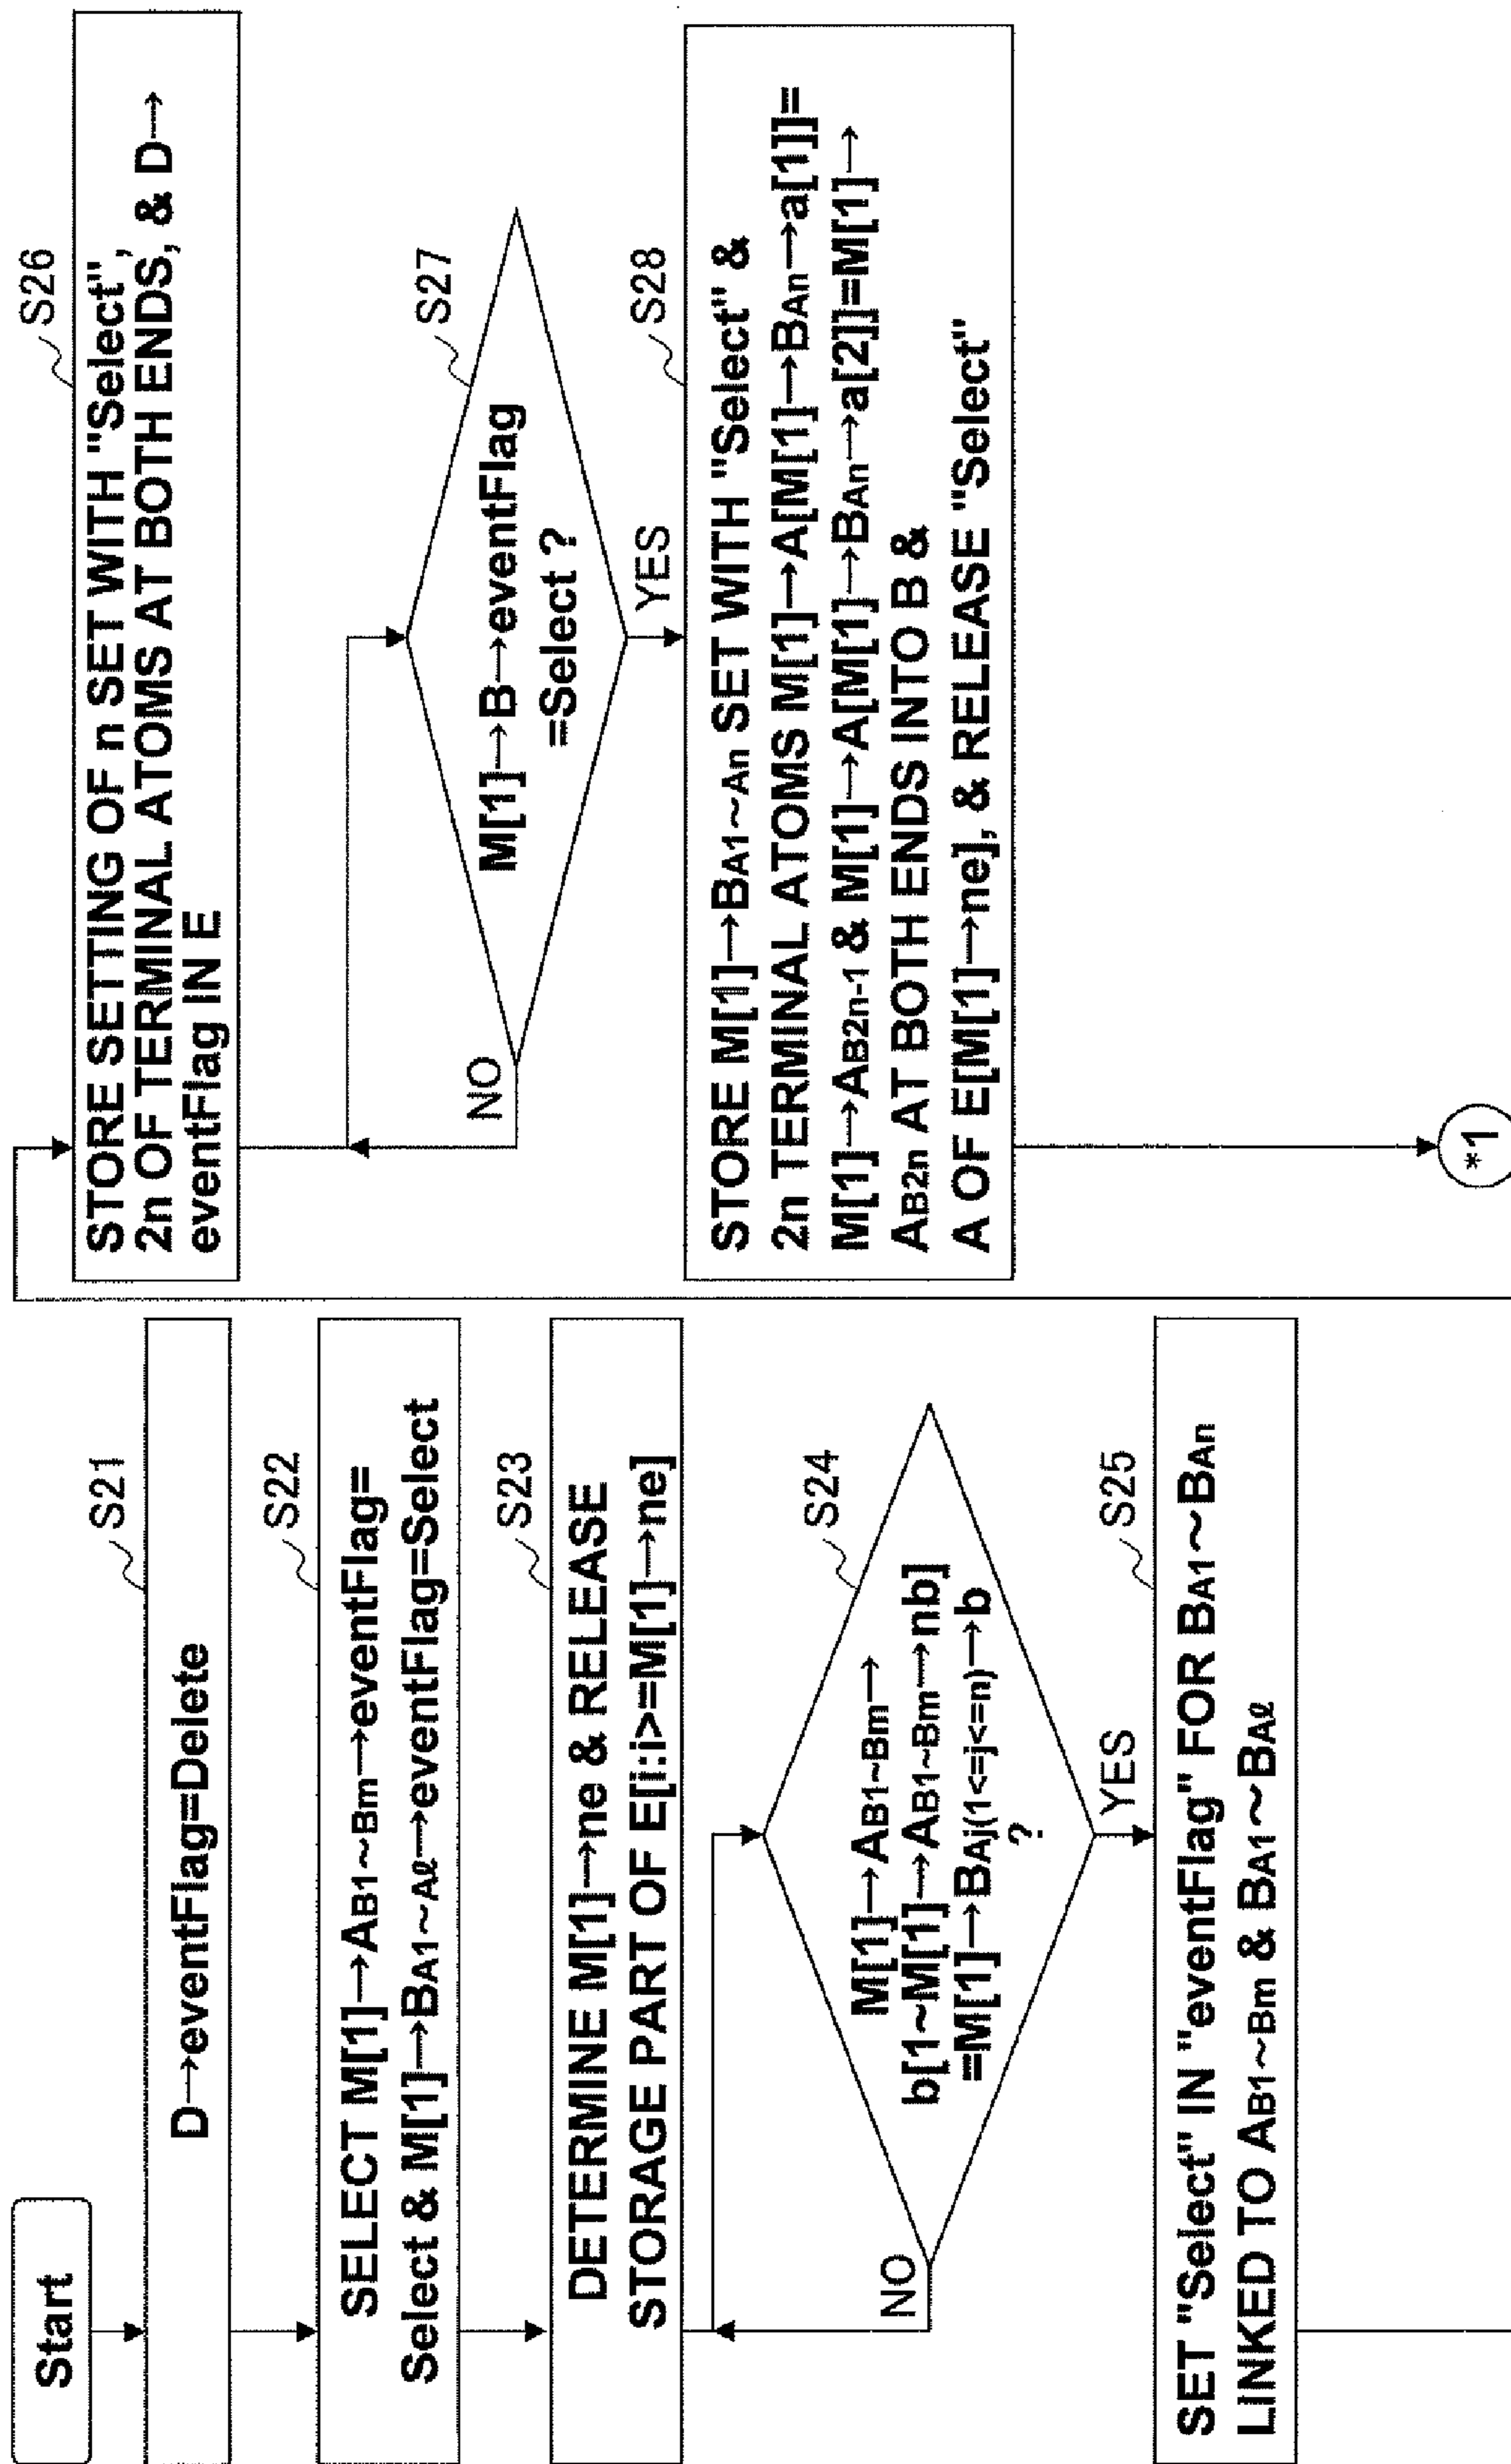 Start
S21
D→eventFlag=Delete
S22
SELECT M[1]→AB1~Bm→eventFlag=
Select & M[1]→BA1~Aℓ→eventFlag=Select
S23
DETERMINE M[1]→ne & RELEASE
STORAGE PART OF E[i:i>=M[1]→ne]
S24
M[1]→AB1~Bm→
b[1~M[1]→AB1~Bm→nb]
=M[1]→BAj(1<=j<=n)→b
?
NO
YES
S25
SET "Select" IN "eventFlag" FOR BA1~BAn
LINKED TO AB1~Bm & BA1~BAℓ
S26
STORE SETTING OF n SET WITH "Select",
2n OF TERMINAL ATOMS AT BOTH ENDS, & D→
eventFlag IN E
S27
M[1]→B→eventFlag
=Select ?
NO
YES
S28
STORE M[1]→BA1~An SET WITH "Select" &
2n TERMINAL ATOMS M[1]→A[M[1]→BAn→a[1]]=
M[1]→AB2n-1 & M[1]→A[M[1]→BAn→a[2]]=M[1]→
AB2n AT BOTH ENDS INTO B &
A OF E[M[1]→ne], & RELEASE "Select"
*1